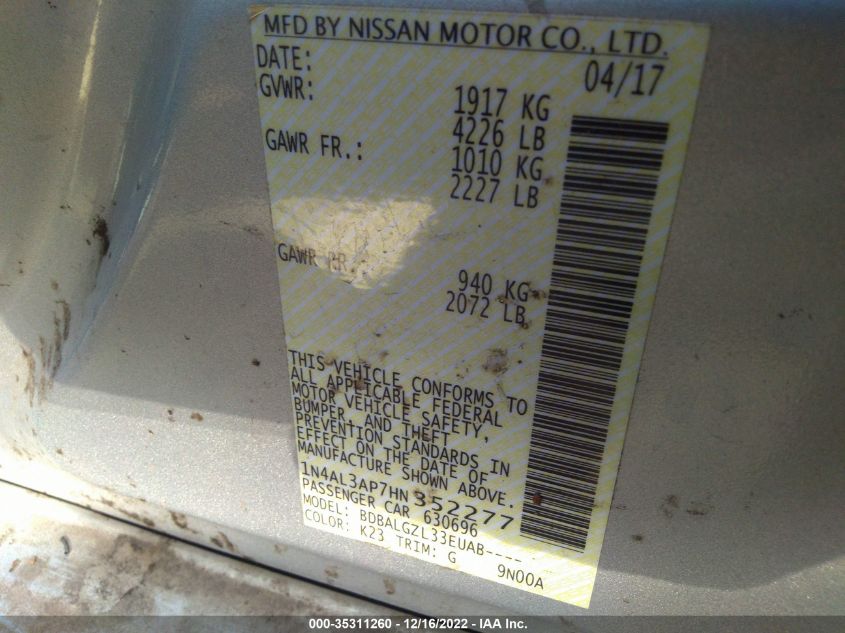 MFD BY NISSAN MOTOR CO., LTD.
DATE: 04/17
GVWR: 1917 KG
4226 LB
GAWR FR.: 1010 KG
2227 LB
GAWR RR.: 940 KG
2072 LB
THIS VEHICLE CONFORMS TO
ALL APPLICABLE FEDERAL
MOTOR VEHICLE SAFETY,
BUMPER, AND THEFT
PREVENTION STANDARDS IN
EFFECT ON THE DATE OF
MANUFACTURE SHOWN ABOVE.
1N4AL3AP7HN352277
PASSENGER CAR 630696
MODEL: BDBALGZL33EUAB----
COLOR: K23 TRIM: G 9N00A
000-35311260 - 12/16/2022 - IAA Inc.